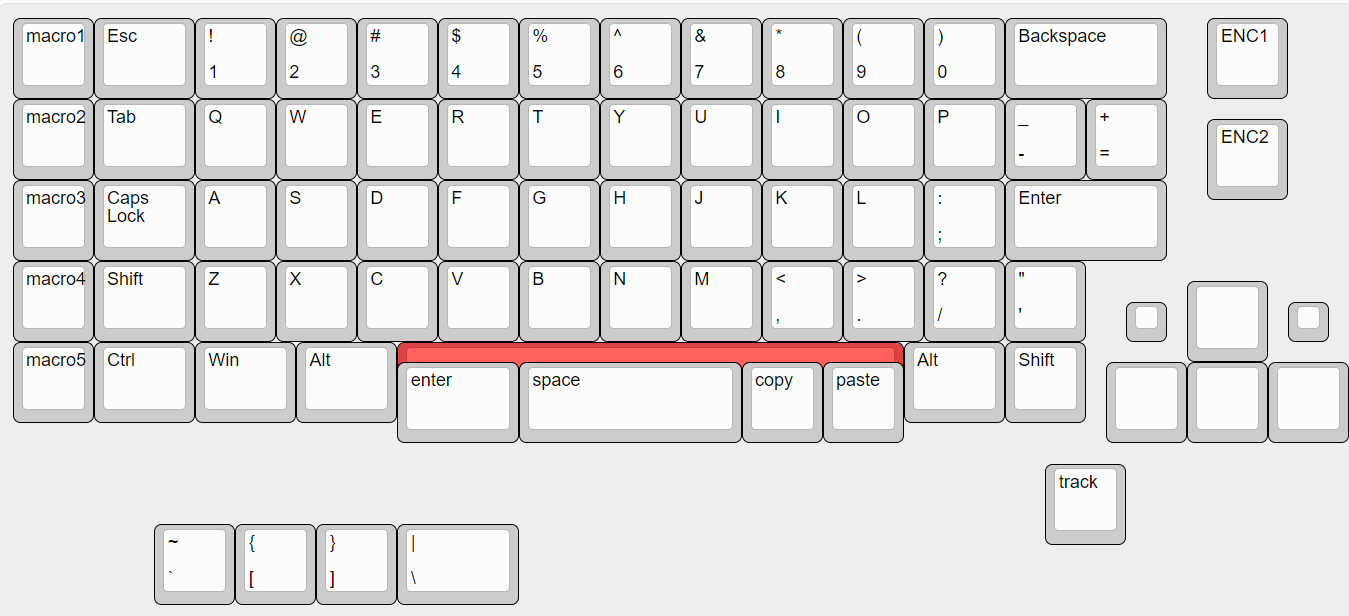 macro1 Esc ! @ # $ % ^ & * ( ) Backspace ENC1
1 2 3 4 5 6 7 8 9 0
macro2 Tab Q W E R T Y U I O P _ +
- =
ENC2
macro3 Caps A S D F G H J K L : Enter
Lock ;
macro4 Shift Z X C V B N M < > ? "
, . / '
macro5 Ctrl Win Alt Alt Shift
enter space copy paste
track
~ { } |
` [ ] \